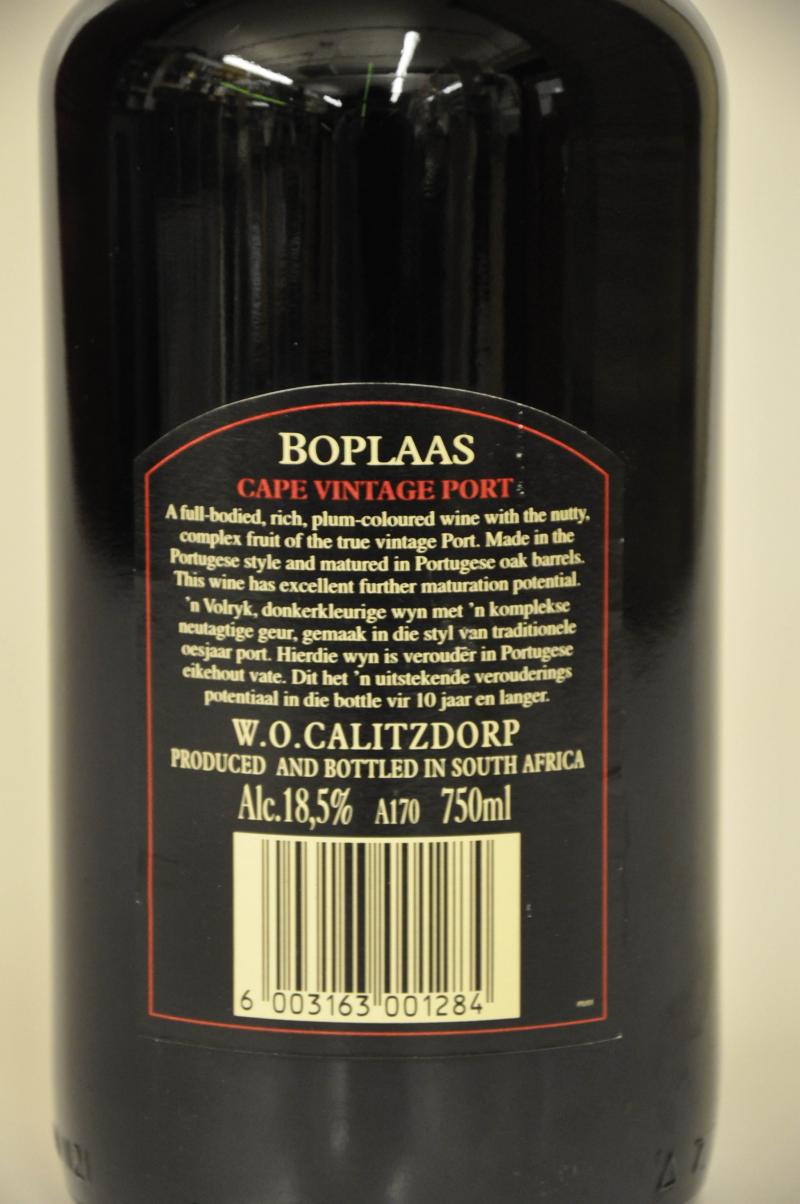 BOPLAAS
CAPE VINTAGE PORT
A full-bodied, rich, plum-coloured wine with the nutty,
complex fruit of the true vintage Port. Made in the
Portugese style and matured in Portugese oak barrels.
This wine has excellent further maturation potential.
'n Volryk, donkerkleurige wyn met 'n komplekse
neutagtige geur, gemaak in die styl van traditionele
oesjaar port. Hierdie wyn is verouder in Portugese
eikehout vate. Dit het 'n uitstekende verouderings
potentiaal in die bottle vir 10 jaar en langer.
W.O.CALITZDORP
PRODUCED AND BOTTLED IN SOUTH AFRICA
Alc.18,5% A170 750ml
6 003163 001284